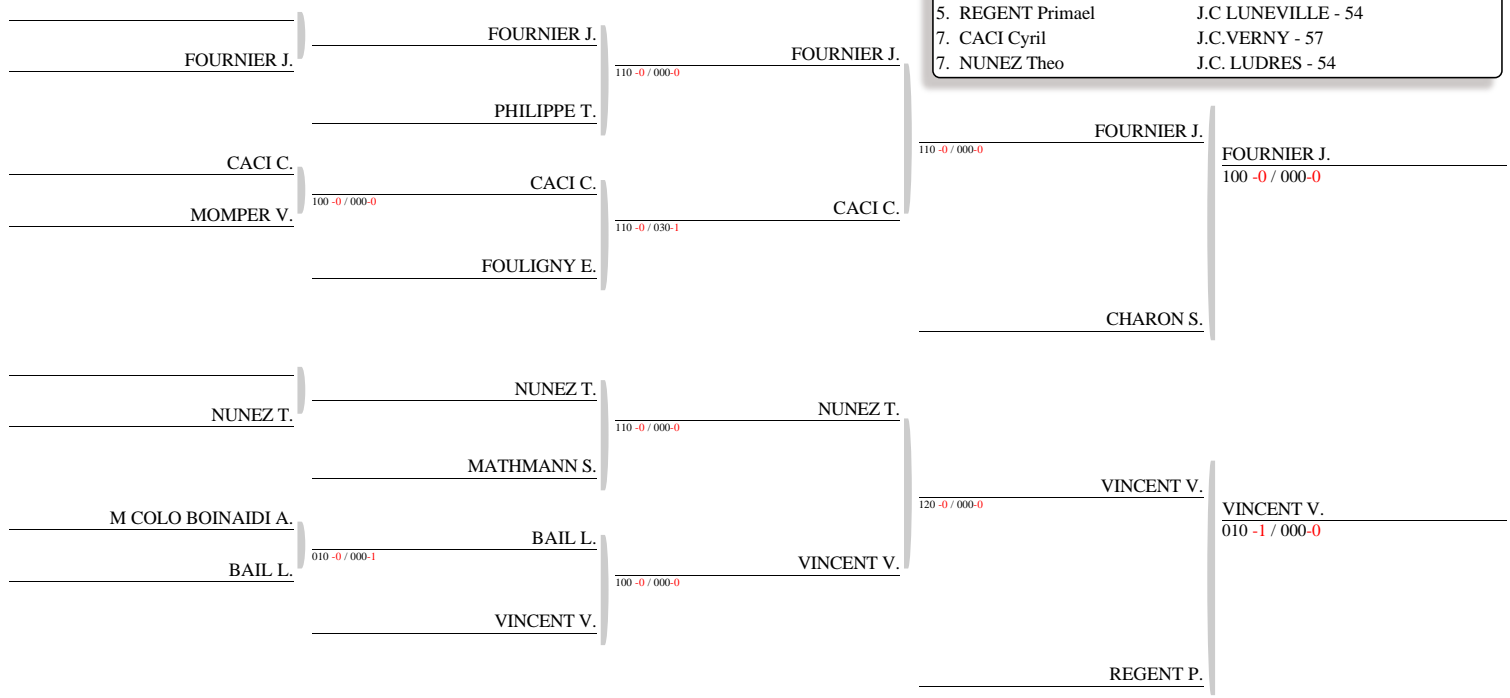 5. REGENT Primael J.C LUNEVILLE - 54
7. CACI Cyril J.C.VERNY - 57
7. NUNEZ Theo J.C. LUDRES - 54
FOURNIER J.
FOURNIER J.
FOURNIER J.
110 -0 / 000-0
PHILIPPE T.
FOURNIER J.
110 -0 / 000-0
FOURNIER J.
100 -0 / 000-0
CACI C.
MOMPER V.
CACI C.
100 -0 / 000-0
CACI C.
110 -0 / 030-1
FOULIGNY E.
CHARON S.
NUNEZ T.
NUNEZ T.
NUNEZ T.
110 -0 / 000-0
MATHMANN S.
VINCENT V.
120 -0 / 000-0
VINCENT V.
010 -1 / 000-0
M COLO BOINAIDI A.
BAIL L.
BAIL L.
010 -0 / 000-1
VINCENT V.
100 -0 / 000-0
VINCENT V.
REGENT P.